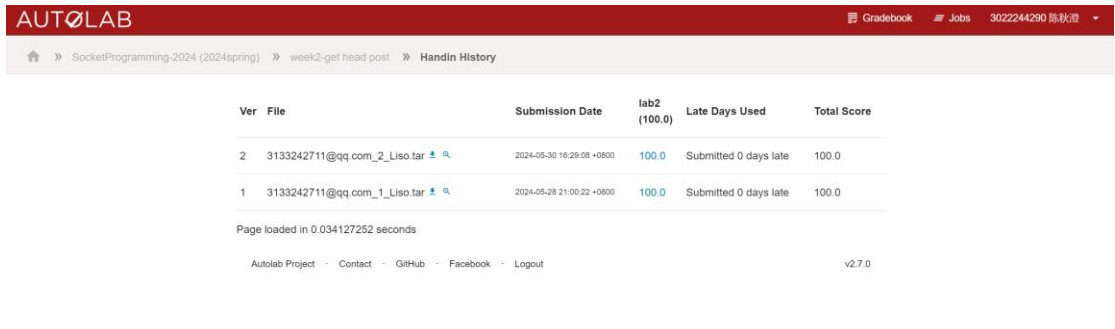 AUTOLAB
Gradebook Jobs 3022244290 陈秋澄
» SocketProgramming-2024 (2024spring) » week2-get head post » Handin History
Ver File Submission Date lab2 (100.0) Late Days Used Total Score
2 3133242711@qq.com_2_Liso.tar 2024-05-30 16:29:08 +0800 100.0 Submitted 0 days late 100.0
1 3133242711@qq.com_1_Liso.tar 2024-05-28 21:00:22 +0800 100.0 Submitted 0 days late 100.0
Page loaded in 0.034127252 seconds
Autolab Project · Contact · GitHub · Facebook · Logout v2.7.0